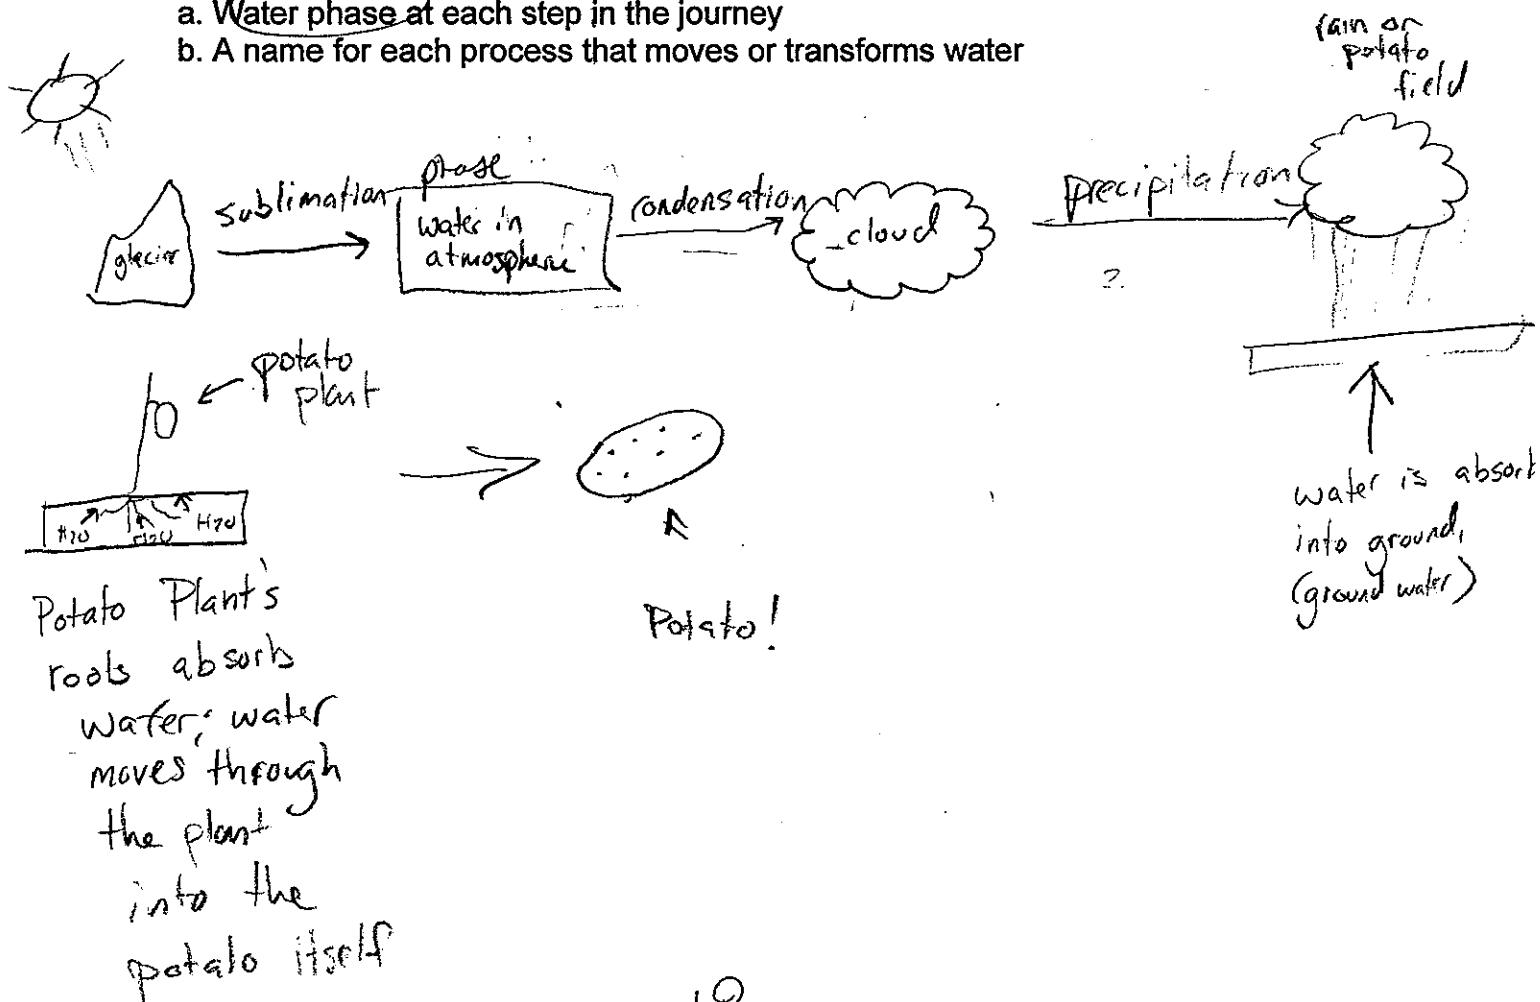 a. Water phase at each step in the journey
b. A name for each process that moves or transforms water
rain or
potato
field
phase
sublimation
condensation
precipitation
glacier
water in
atmosphere
cloud
2.
potato
plant
H2O
H2O
H2O
water is absorb
into ground,
(ground water)
Potato Plant's
roots absorbs
water; water
moves through
the plant
into the
potato itself
Potato!